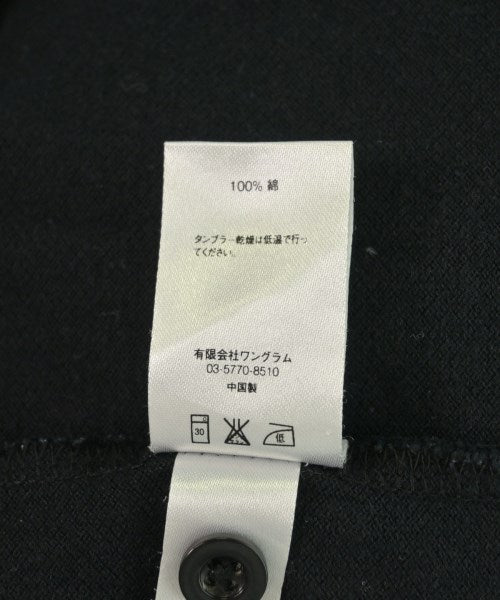 100% 綿
タンブラー乾燥は低温で行っ
てください。
有限会社ワングラム
03-5770-8510
中国製
30
低